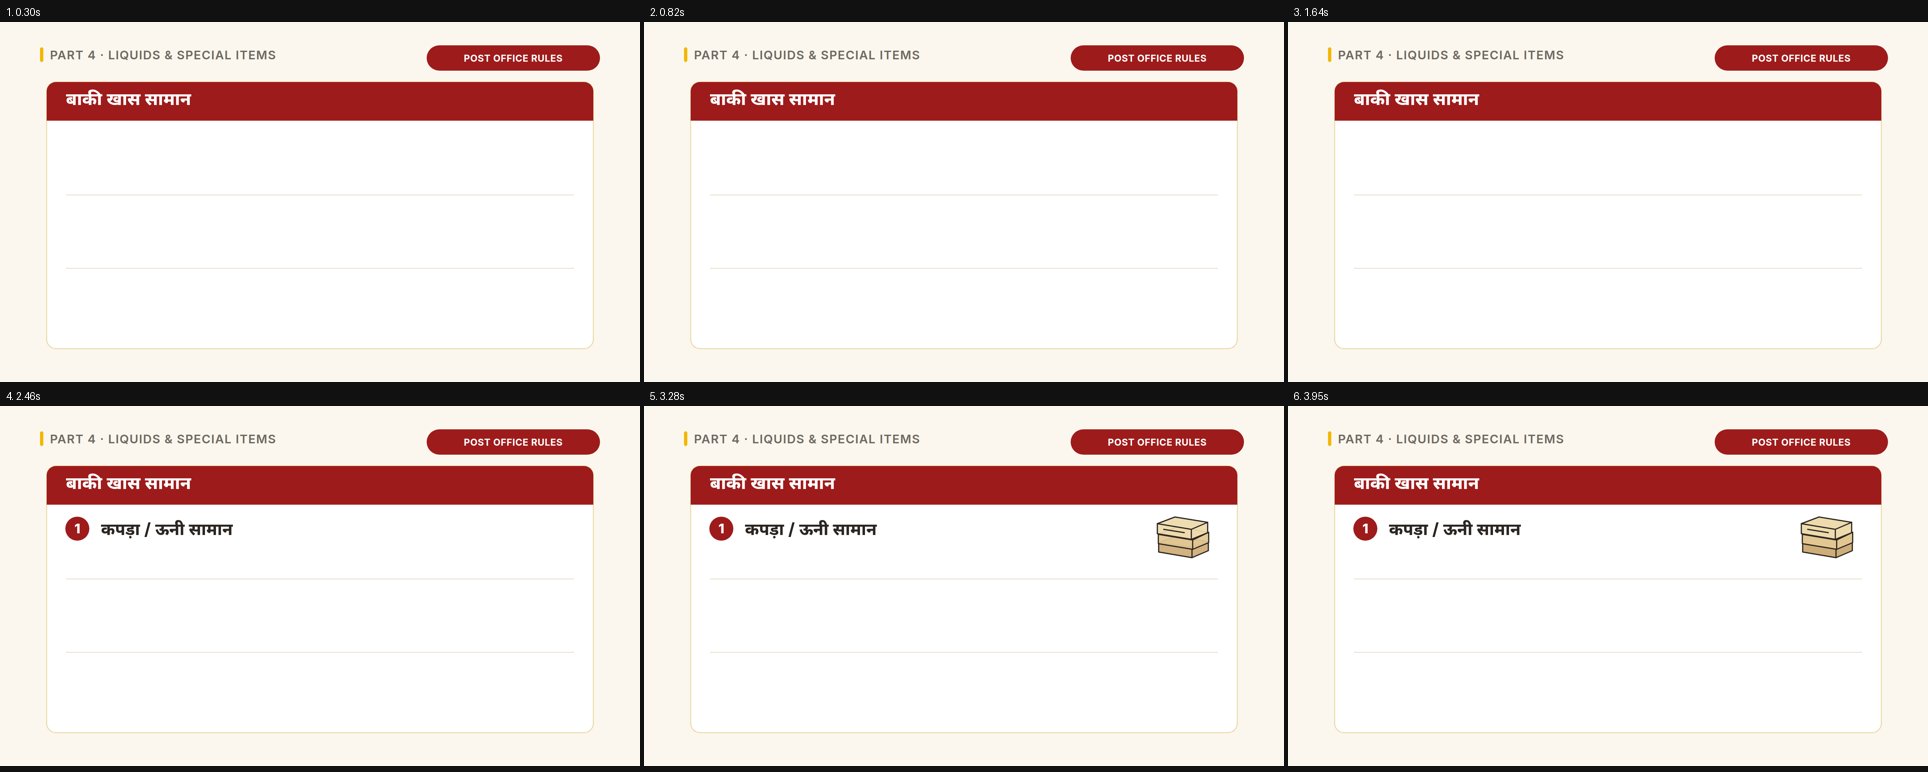 1. 0.30s
2. 0.82s
3. 1.64s
PART 4 · LIQUIDS & SPECIAL ITEMS
POST OFFICE RULES
बाकी खास सामान
PART 4 · LIQUIDS & SPECIAL ITEMS
POST OFFICE RULES
बाकी खास सामान
PART 4 · LIQUIDS & SPECIAL ITEMS
POST OFFICE RULES
बाकी खास सामान
4. 2.46s
5. 3.28s
6. 3.95s
PART 4 · LIQUIDS & SPECIAL ITEMS
POST OFFICE RULES
बाकी खास सामान
1 कपड़ा / ऊनी सामान
PART 4 · LIQUIDS & SPECIAL ITEMS
POST OFFICE RULES
बाकी खास सामान
1 कपड़ा / ऊनी सामान
PART 4 · LIQUIDS & SPECIAL ITEMS
POST OFFICE RULES
बाकी खास सामान
1 कपड़ा / ऊनी सामान